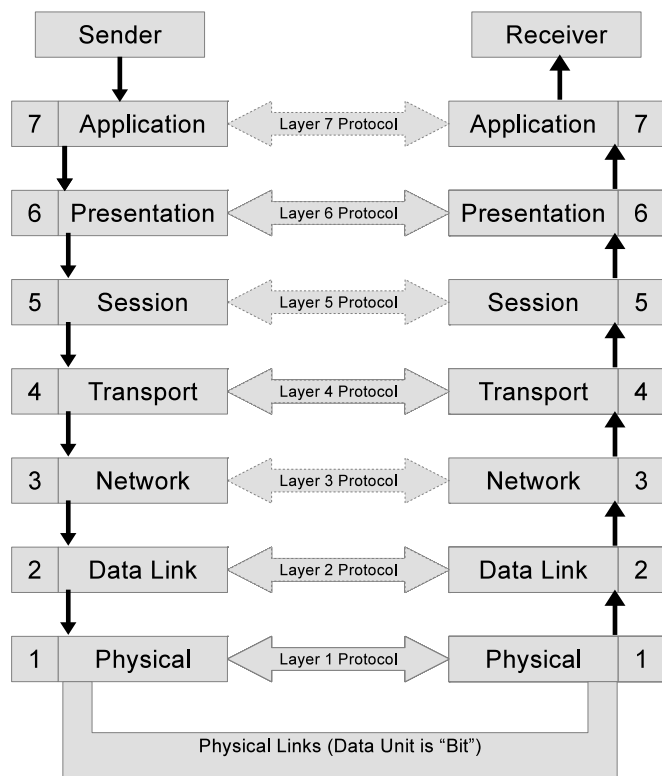 Sender Receiver
7 Application Layer 7 Protocol Application 7
6 Presentation Layer 6 Protocol Presentation 6
5 Session Layer 5 Protocol Session 5
4 Transport Layer 4 Protocol Transport 4
3 Network Layer 3 Protocol Network 3
2 Data Link Layer 2 Protocol Data Link 2
1 Physical Layer 1 Protocol Physical 1
Physical Links (Data Unit is “Bit”)